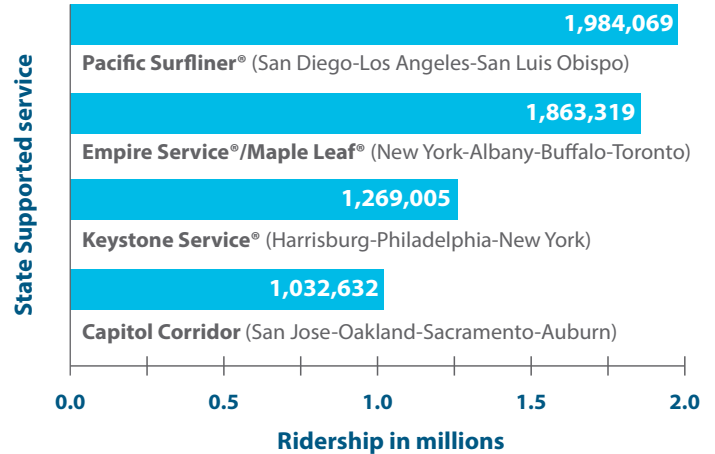 State Supported service
1,984,069
Pacific Surfliner® (San Diego-Los Angeles-San Luis Obispo)
1,863,319
Empire Service®/Maple Leaf® (New York-Albany-Buffalo-Toronto)
1,269,005
Keystone Service® (Harrisburg-Philadelphia-New York)
1,032,632
Capitol Corridor (San Jose-Oakland-Sacramento-Auburn)
0.0 0.5 1.0 1.5 2.0
Ridership in millions